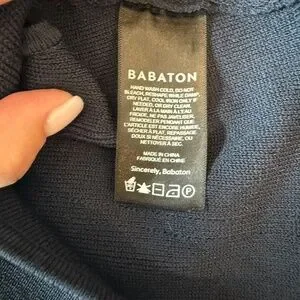 BABATON
HAND WASH COLD, DO NOT
BLEACH, RESHAPE WHILE DAMP,
DRY FLAT, COOL IRON ONLY IF
NEEDED, OR DRY CLEAN.
LAVER À LA MAIN À L'EAU
FROIDE, NE PAS JAVELISER,
REMODELER PENDANT QUE
L'ARTICLE EST ENCORE HUMIDE,
SÉCHER À PLAT, REPASSAGE
DOUX SI NÉCESSAIRE, OU
NETTOYER À SEC.
MADE IN CHINA
FABRIQUÉ EN CHINE
Sincerely, Babaton
P